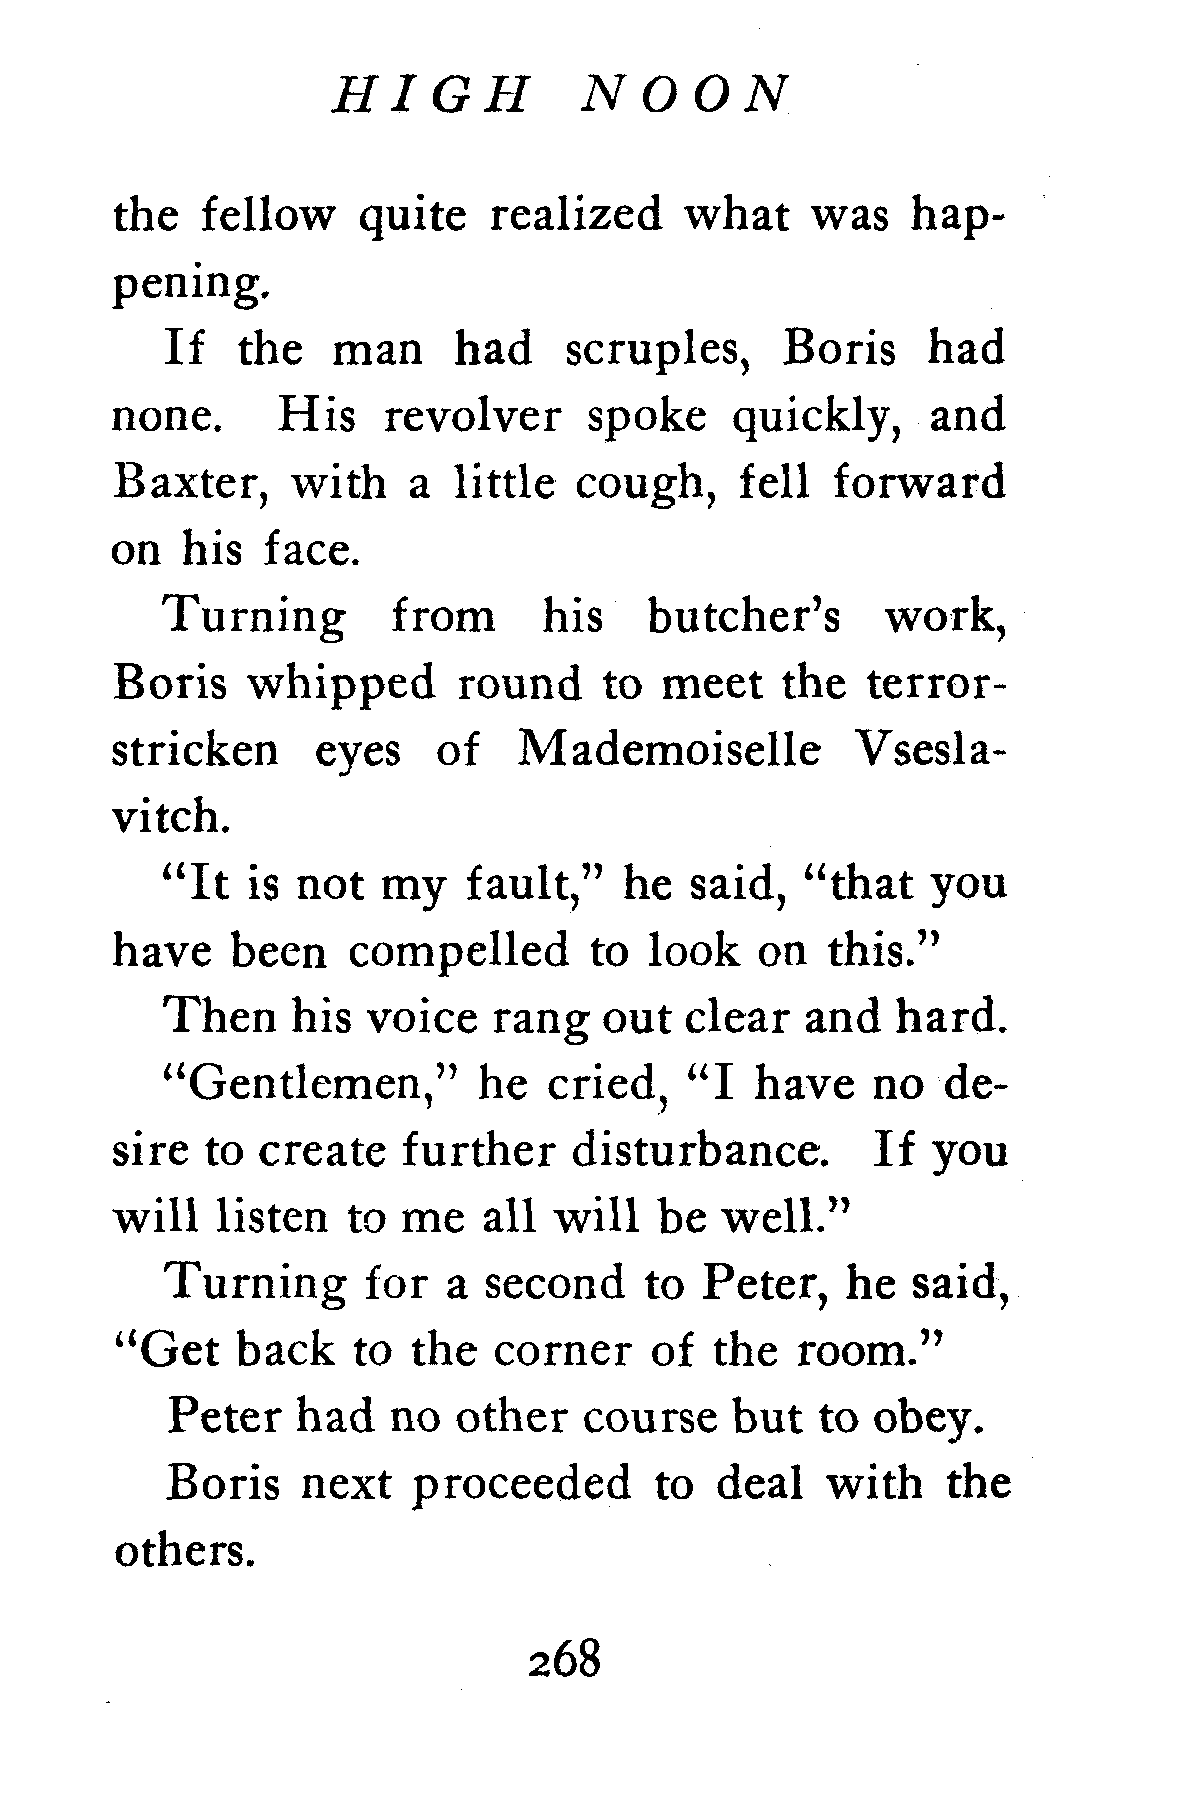 HIGH NOON
the fellow quite realized what was hap-
pening.
If the man had scruples, Boris had
none. His revolver spoke quickly, and
Baxter, with a little cough, fell forward
on his face.
Turning from his butcher's work,
Boris whipped round to meet the terror-
stricken eyes of Mademoiselle Vsesla-
vitch.
"It is not my fault," he said, "that you
have been compelled to look on this."
Then his voice rang out clear and hard.
"Gentlemen," he cried, "I have no de-
sire to create further disturbance. If you
will listen to me all will be well."
Turning for a second to Peter, he said,
"Get back to the corner of the room."
Peter had no other course but to obey.
Boris next proceeded to deal with the
others.
268